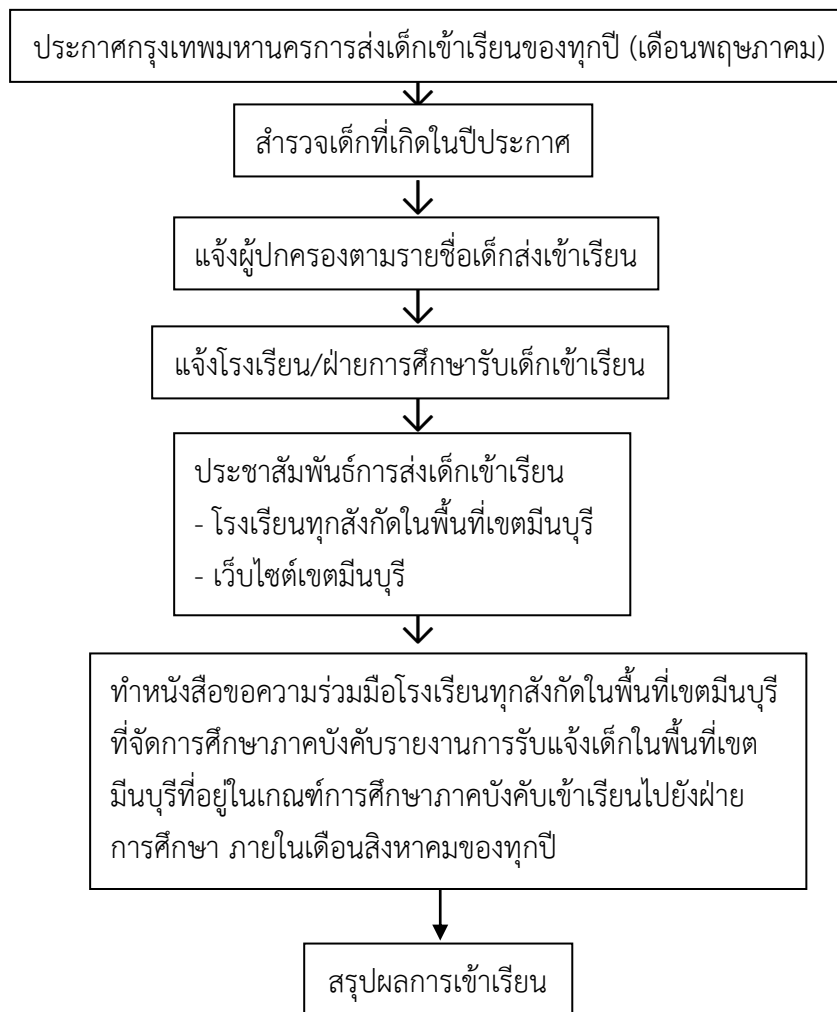 ประกาศกรุงเทพมหานครการส่งเด็กเข้าเรียนของทุกปี (เดือนพฤษภาคม)
สำรวจเด็กที่เกิดในปีประกาศ
แจ้งผู้ปกครองตามรายชื่อเด็กส่งเข้าเรียน
แจ้งโรงเรียน/ฝ่ายการศึกษารับเด็กเข้าเรียน
ประชาสัมพันธ์การส่งเด็กเข้าเรียน
- โรงเรียนทุกสังกัดในพื้นที่เขตมีนบุรี
- เว็บไซต์เขตมีนบุรี
ทำหนังสือขอความร่วมมือโรงเรียนทุกสังกัดในพื้นที่เขตมีนบุรี
ที่จัดการศึกษาภาคบังคับรายงานการรับแจ้งเด็กในพื้นที่เขต
มีนบุรีที่อยู่ในเกณฑ์การศึกษาภาคบังคับเข้าเรียนไปยังฝ่าย
การศึกษา ภายในเดือนสิงหาคมของทุกปี
สรุปผลการเข้าเรียน